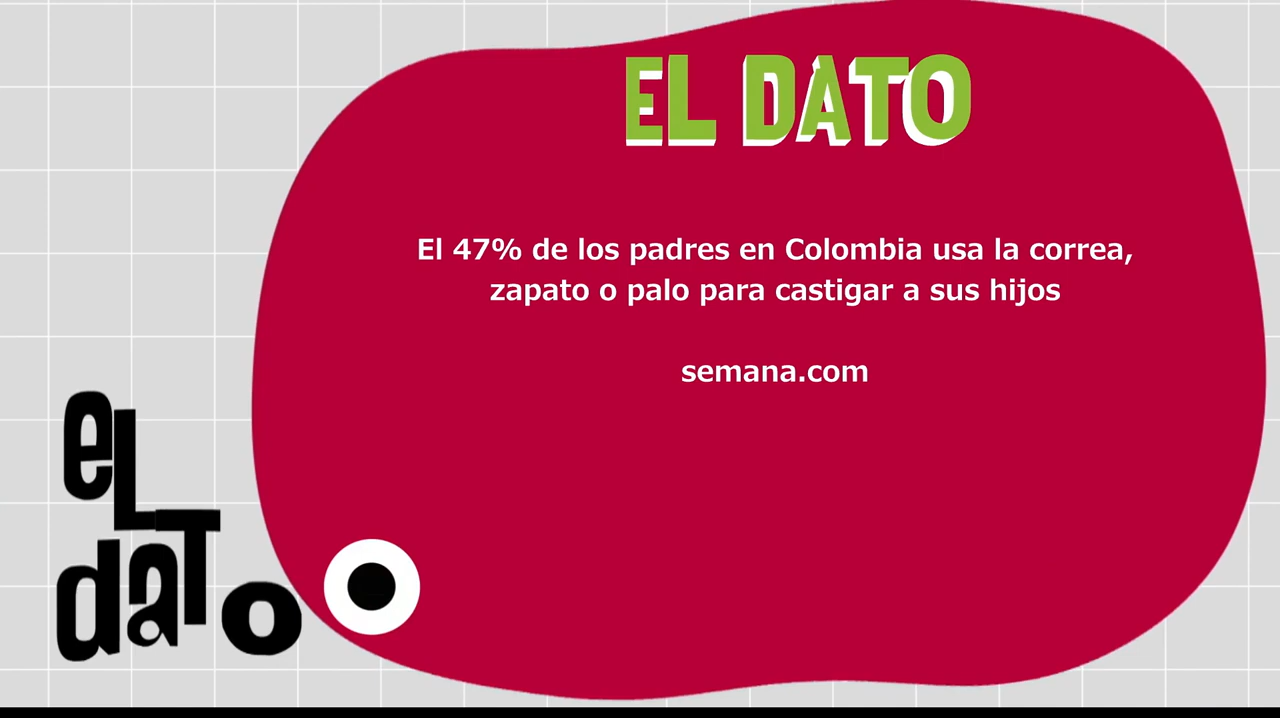 EL DATO
El 47% de los padres en Colombia usa la correa,
zapato o palo para castigar a sus hijos
semana.com
eL
daTo